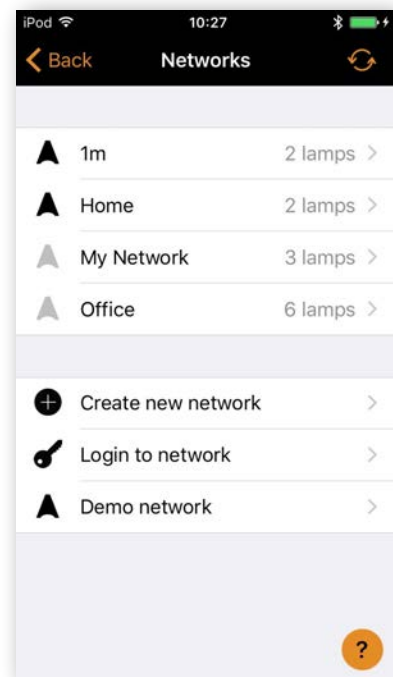 iPod 10:27
Back Networks
1m 2 lamps
Home 2 lamps
My Network 3 lamps
Office 6 lamps
Create new network
Login to network
Demo network
?